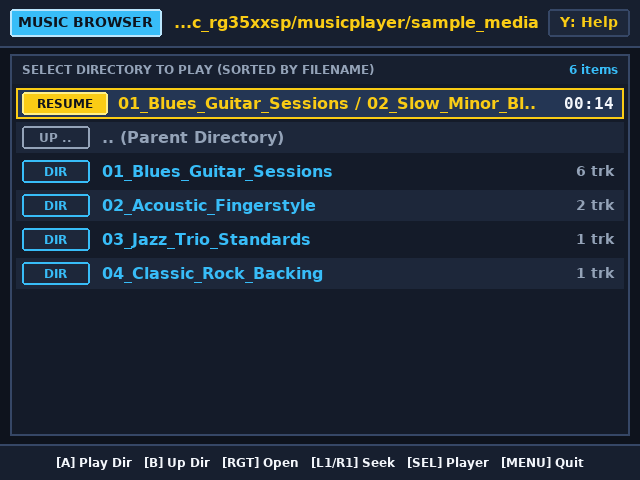 MUSIC BROWSER ...c_rg35xxsp/musicplayer/sample_media Y: Help
SELECT DIRECTORY TO PLAY (SORTED BY FILENAME) 6 items
RESUME 01_Blues_Guitar_Sessions / 02_Slow_Minor_Bl.. 00:14
UP .. .. (Parent Directory)
DIR 01_Blues_Guitar_Sessions 6 trk
DIR 02_Acoustic_Fingerstyle 2 trk
DIR 03_Jazz_Trio_Standards 1 trk
DIR 04_Classic_Rock_Backing 1 trk
[A] Play Dir [B] Up Dir [RGT] Open [L1/R1] Seek [SEL] Player [MENU] Quit